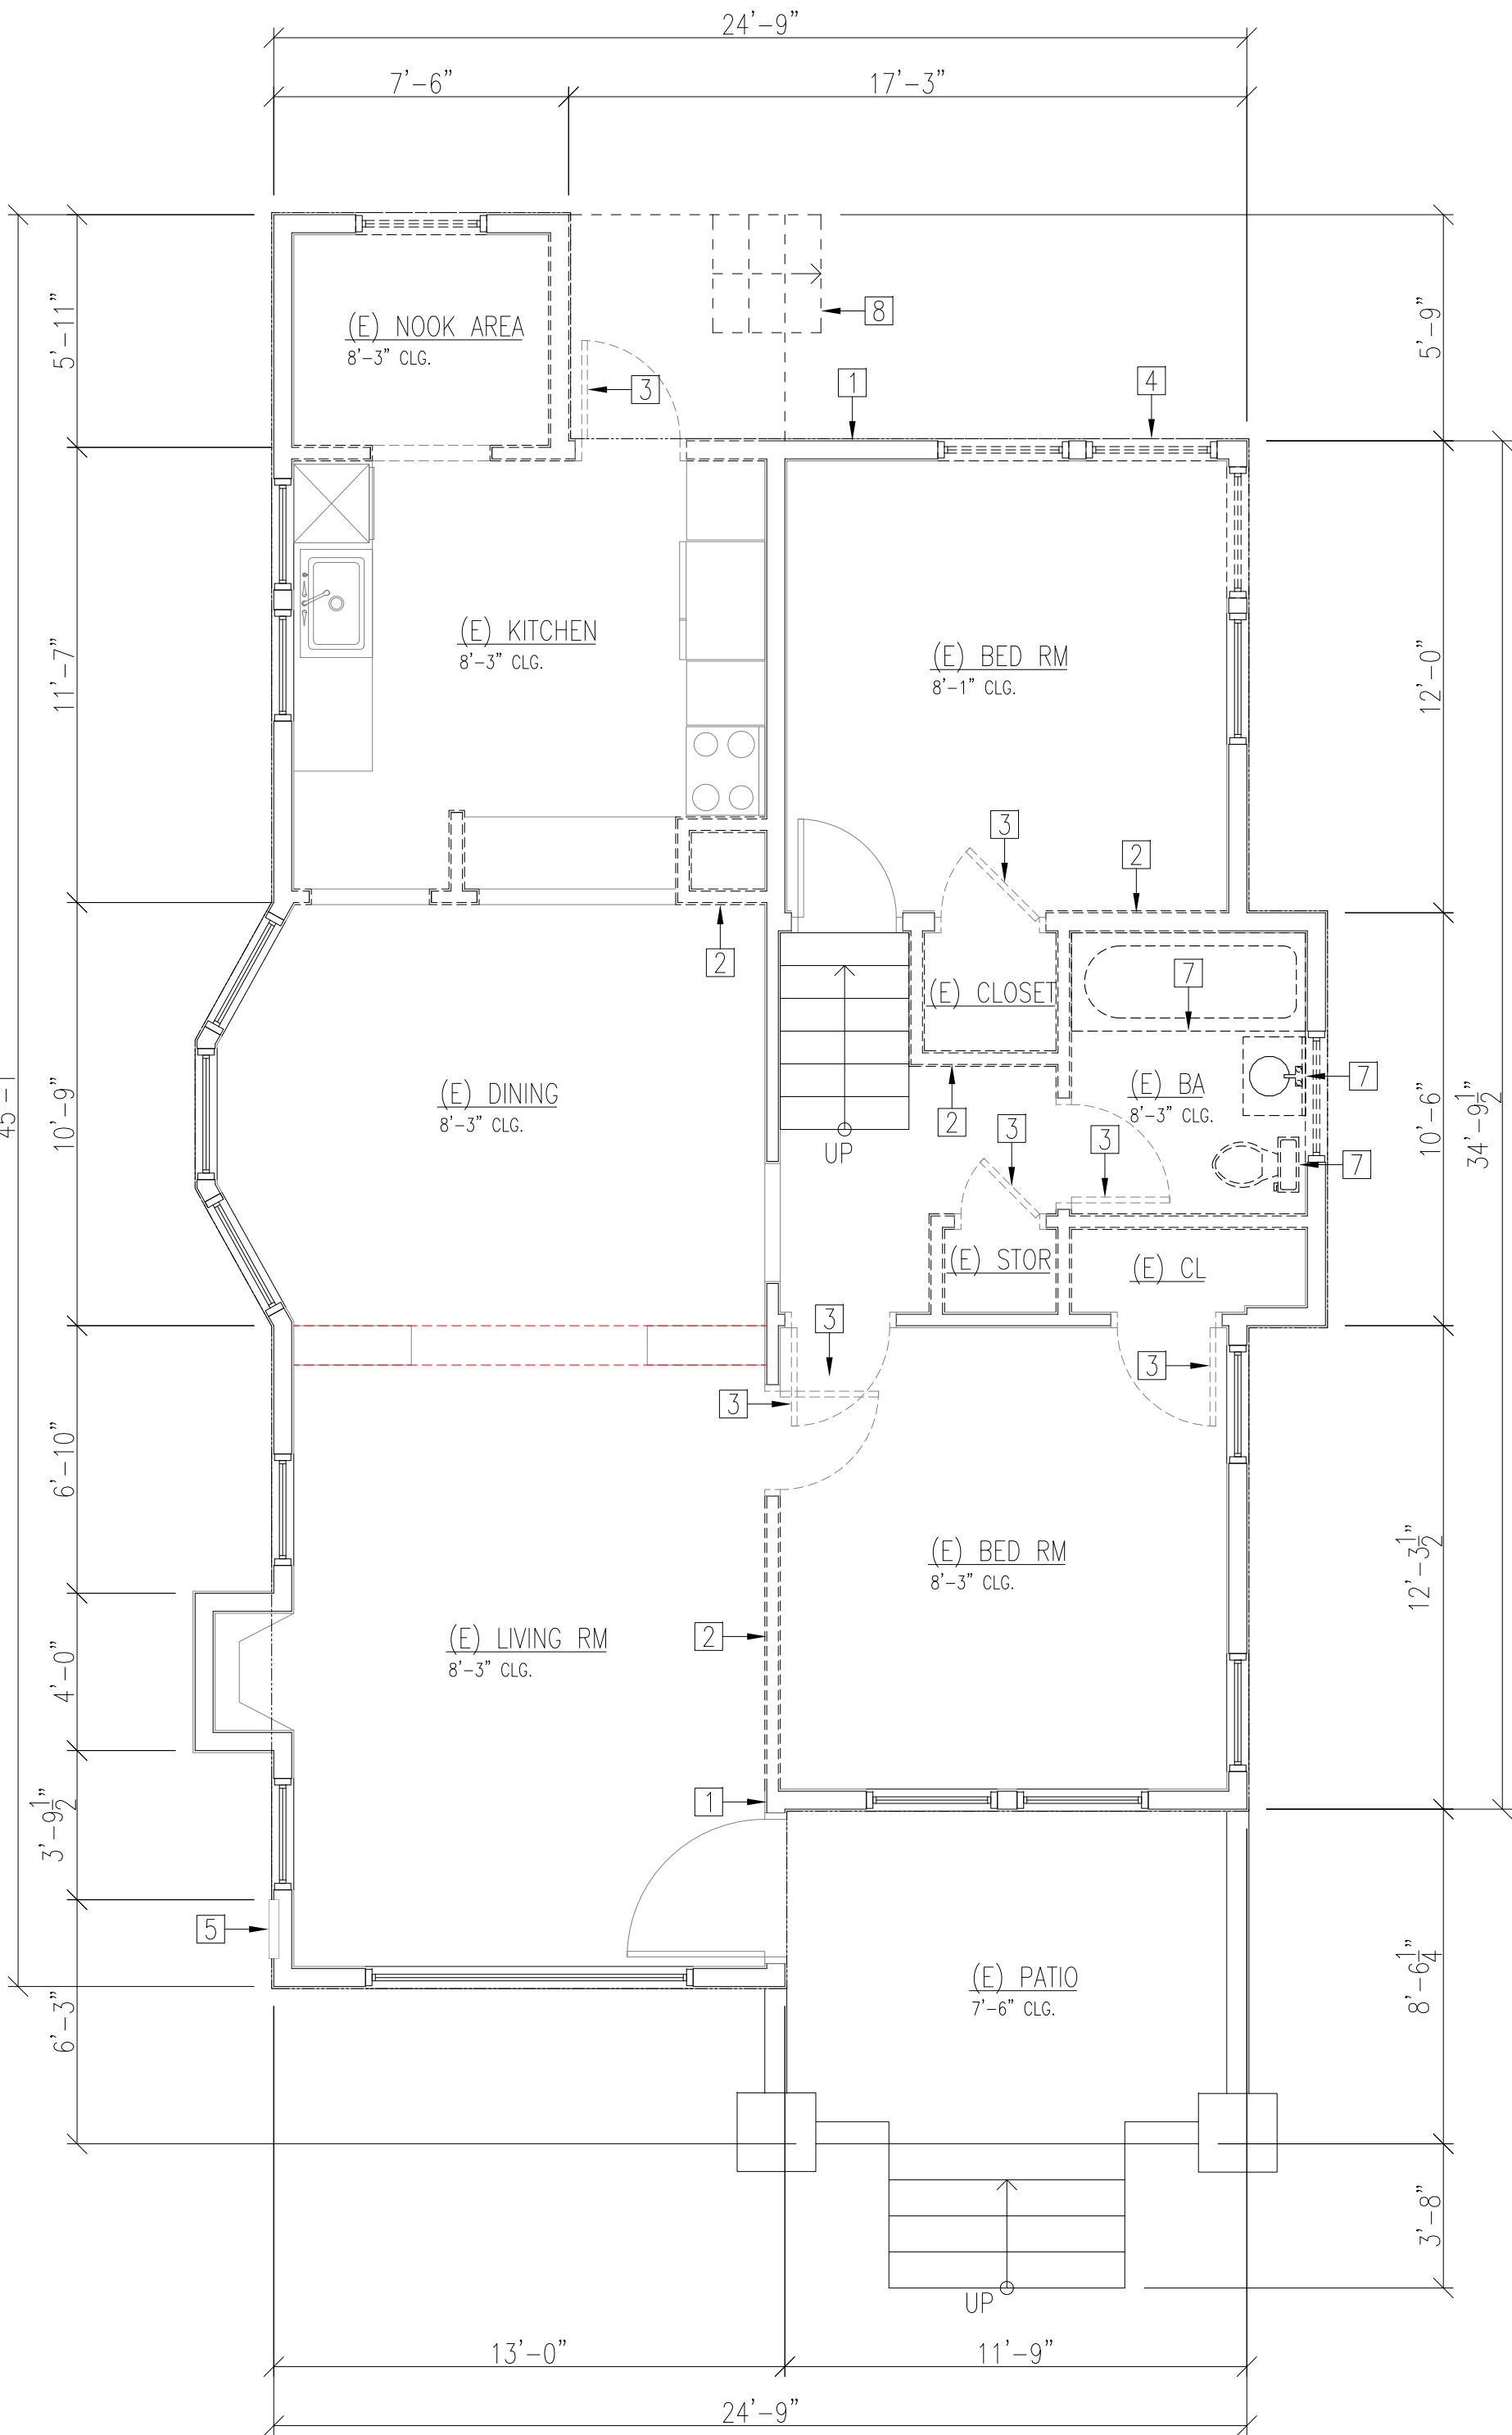 24'-9"
7'-6"
17'-3"
8
(E) NOOK AREA
8'-3" CLG.
5'-11"
5'-9"
3
1
4
(E) KITCHEN
8'-3" CLG.
(E) BED RM
8'-1" CLG.
11'-7"
12'-0"
3
2
2
(E) CLOSET
7
(E) DINING
8'-3" CLG.
(E) BA
8'-3" CLG.
7
2
3
3
7
UP
10'-9"
10'-6"
34'-9 1/2"
(E) STOR
(E) CL
3
3
3
6'-10"
(E) BED RM
8'-3" CLG.
12'-3 1/2"
(E) LIVING RM
8'-3" CLG.
2
4'-0"
1
3'-9 1/2"
5
(E) PATIO
7'-6" CLG.
6'-3"
8'-6 1/4"
3'-8"
UP
13'-0"
11'-9"
24'-9"